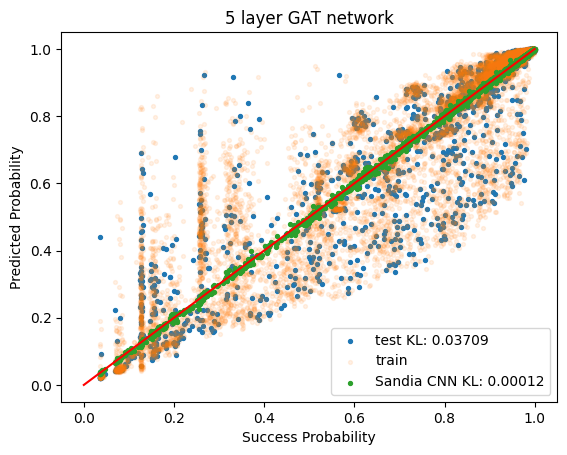 5 layer GAT network
1.0
0.8
0.6
0.4
0.2
0.0
Predicted Probability
test KL: 0.03709
train
Sandia CNN KL: 0.00012
0.0 0.2 0.4 0.6 0.8 1.0
Success Probability